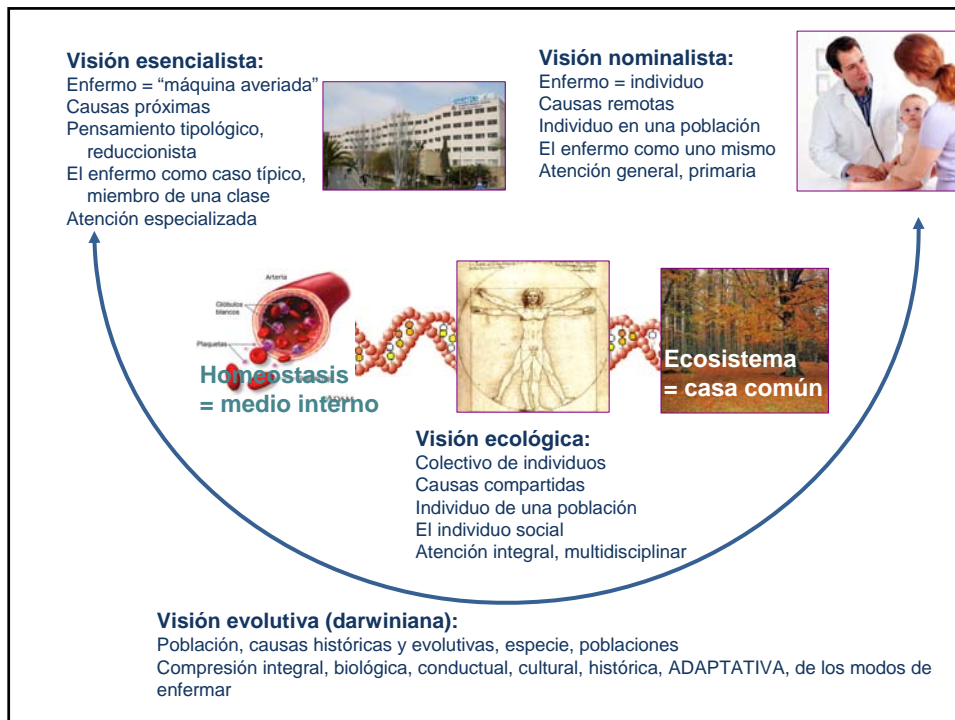 Visión esencialista:
Enfermo = “máquina averiada”
Causas próximas
Pensamiento tipológico,
reduccionista
El enfermo como caso típico,
miembro de una clase
Atención especializada
Visión nominalista:
Enfermo = individuo
Causas remotas
Individuo en una población
El enfermo como uno mismo
Atención general, primaria
Arteria
Glóbulos
blancos
Plaquetas
Homeostasis
= medio interno
Ecosistema
= casa común
Visión ecológica:
Colectivo de individuos
Causas compartidas
Individuo de una población
El individuo social
Atención integral, multidisciplinar
Visión evolutiva (darwiniana):
Población, causas históricas y evolutivas, especie, poblaciones
Compresión integral, biológica, conductual, cultural, histórica, ADAPTATIVA, de los modos de
enfermar